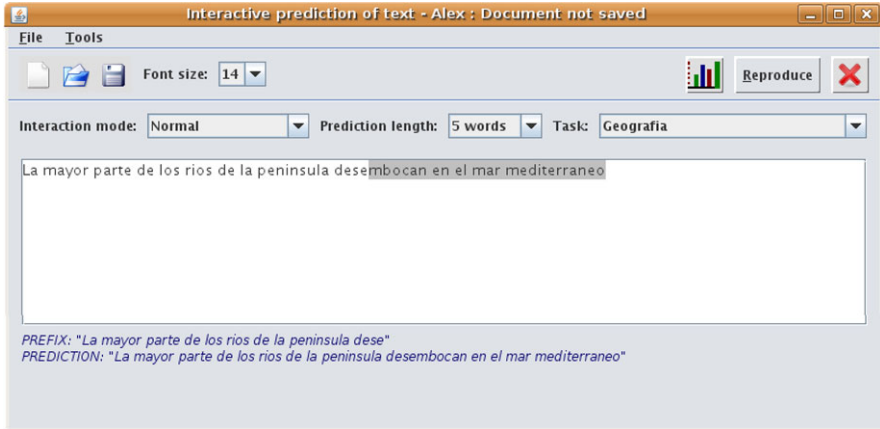 Interactive prediction of text - Alex : Document not saved
File Tools
Font size: 14 Reproduce
Interaction mode: Normal Prediction length: 5 words Task: Geografia
La mayor parte de los rios de la peninsula desembocan en el mar mediterraneo
PREFIX: "La mayor parte de los rios de la peninsula dese"
PREDICTION: "La mayor parte de los rios de la peninsula desembocan en el mar mediterraneo"